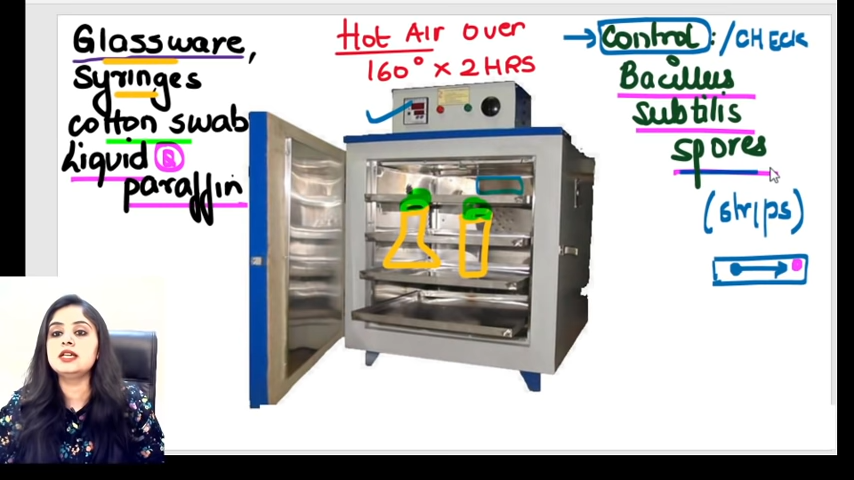 Glassware,
Syringes
cotton swab
Liquid
paraffin
Hot Air Oven
160° x 2 HRS
Control: /CHECK
Bacillus
Subtilis
spores
(strips)